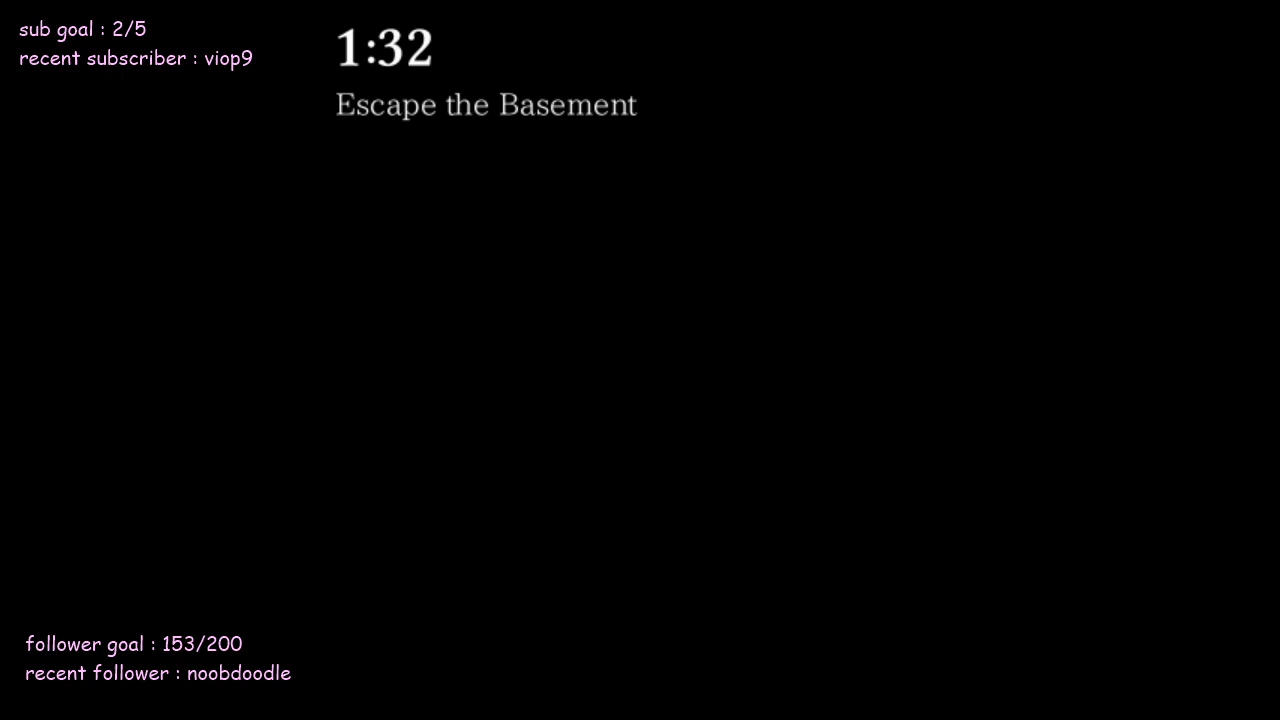 sub goal : 2/5
recent subscriber : viop9
1:32
Escape the Basement
follower goal : 153/200
recent follower : noobdoodle